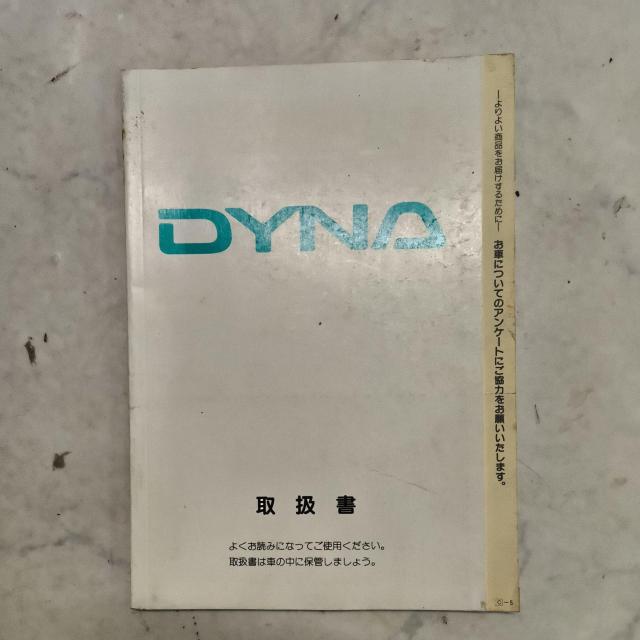 DYNA
取扱書
よくお読みになってご使用ください。
取扱書は車の中に保管しましょう。
―よりよい商品をお届けするために― お車についてのアンケートにご協力をお願いいたします。
Ⓒ-5